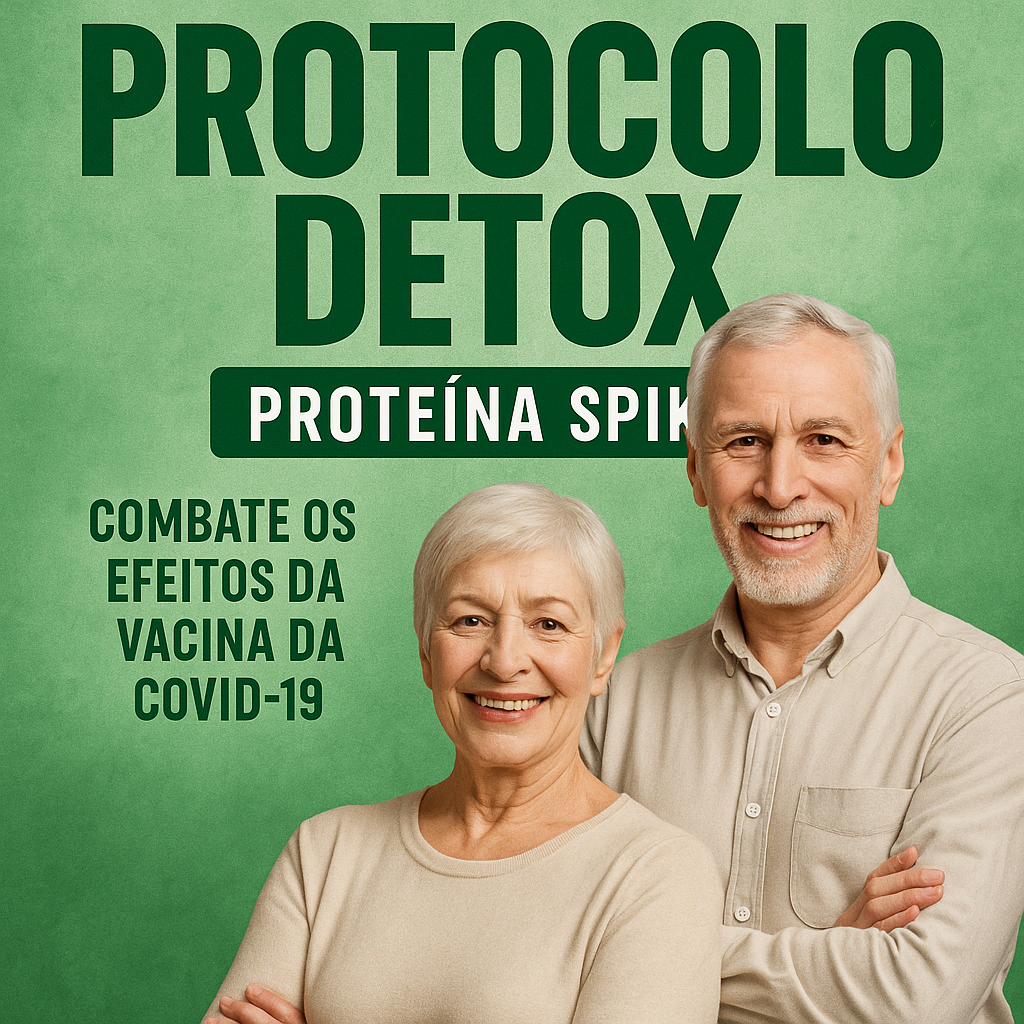 PROTOCOLO
DETOX
PROTEÍNA SPIK
COMBATE OS
EFEITOS DA
VACINA DA
COVID-19